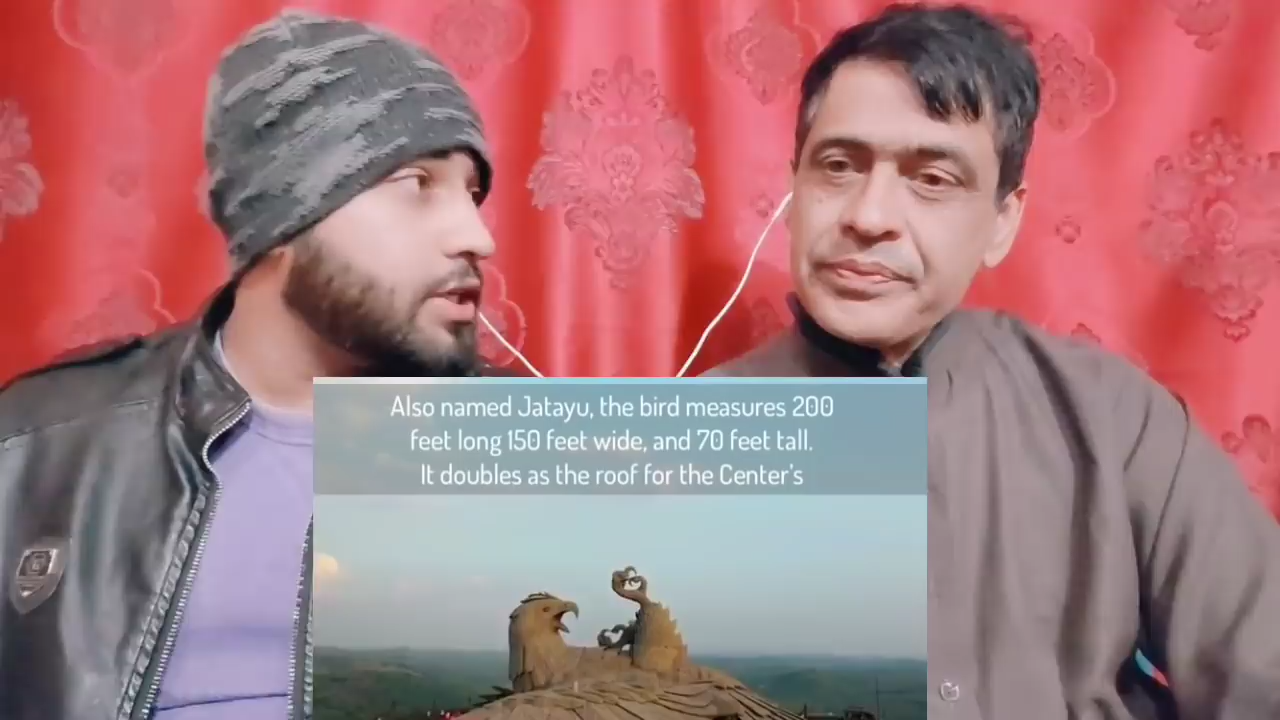 Also named Jatayu, the bird measures 200
feet long 150 feet wide, and 70 feet tall.
It doubles as the roof for the Center's